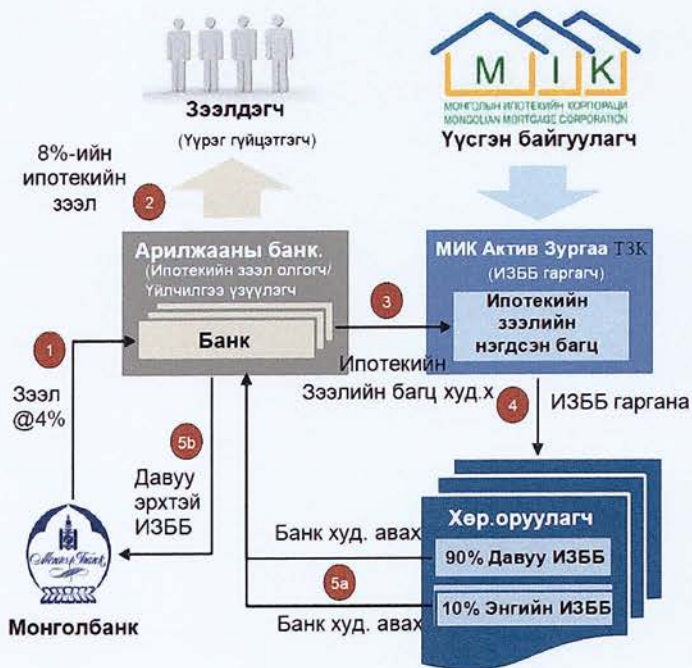 Зээлдэгч
(Үүрэг гүйцэтгэгч)
М И К
МОНГОЛЫН ИПОТЕКИЙН КОРПОРАЦИ
MONGOLIAN MORTGAGE CORPORATION
Үүсгэн байгуулагч
8%-ийн
ипотекийн
зээл
2
Арилжааны банк.
(Ипотекийн зээл олгогч/
Үйлчилгээ үзүүлэгч
Банк
3
МИК Актив Зургаа ТЗК
(ИЗББ гаргагч)
Ипотекийн
зээлийн
нэгдсэн багц
1
Зээл
@4%
Ипотекийн
Зээлийн багц худ.х
4
ИЗББ гаргана
5b
Давуу
эрхтэй
ИЗББ
Монголбанк
Хөр.оруулагч
Банк худ. авах
90% Давуу ИЗББ
5a
10% Энгийн ИЗББ
Банк худ. авах